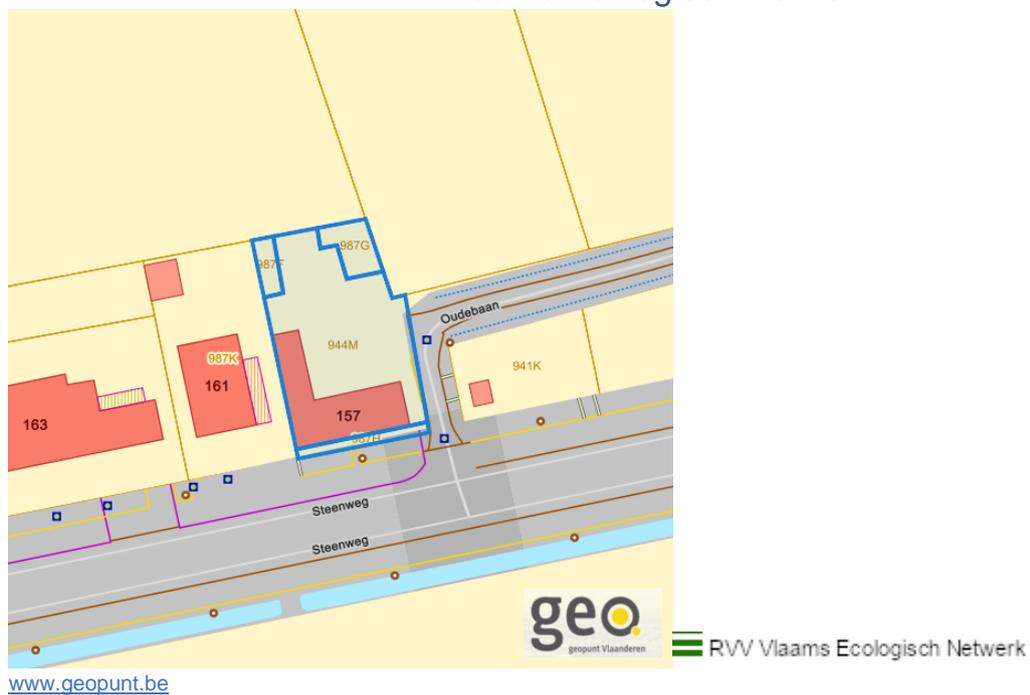 987G
987F
Oudebaan
944M
941K
987K
161
157
163
987H
Steenweg
Steenweg
geo
geopunt Vlaanderen
RVV Vlaams Ecologisch Netwerk
www.geopunt.be